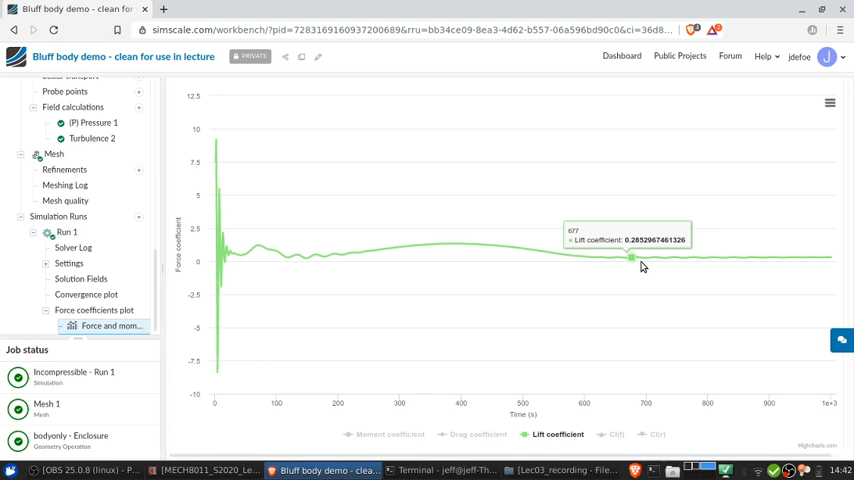 Bluff body demo - clean for
simscale.com/workbench/?pid=728316916093720068​9&rru=bb34ce09-8ea3-4d62-b557-06a596bd90c0&ci=36d8...
4
2
Bluff body demo - clean for use in lecture
PRIVATE
Dashboard
Public Projects
Forum
Help
jdefoe
J
Scalar transport
Probe points
Field calculations
(P) Pressure 1
Turbulence 2
Mesh
Refinements
Meshing Log
Mesh quality
Simulation Runs
Run 1
Solver Log
Settings
Solution Fields
Convergence plot
Force coefficients plot
Force and mom...
Job status
Incompressible - Run 1
Simulation
Mesh 1
Mesh
bodyonly - Enclosure
Geometry Operation
12.5
10
7.5
5
2.5
0
-2.5
-5
-7.5
-10
Force coefficient
677
Lift coefficient: 0.2852967461326
0 100 200 300 400 500 600 700 800 900 1e+3
Time (s)
Moment coefficient Drag coefficient Lift coefficient Cl(f) Cl(r)
Highcharts.com
[OBS 25.0.8 (linux) - P... [MECH8011_S2020_Le... Bluff body demo - clea... Terminal - jeff@jeff-Th... [Lec03_recording - File... 14:42